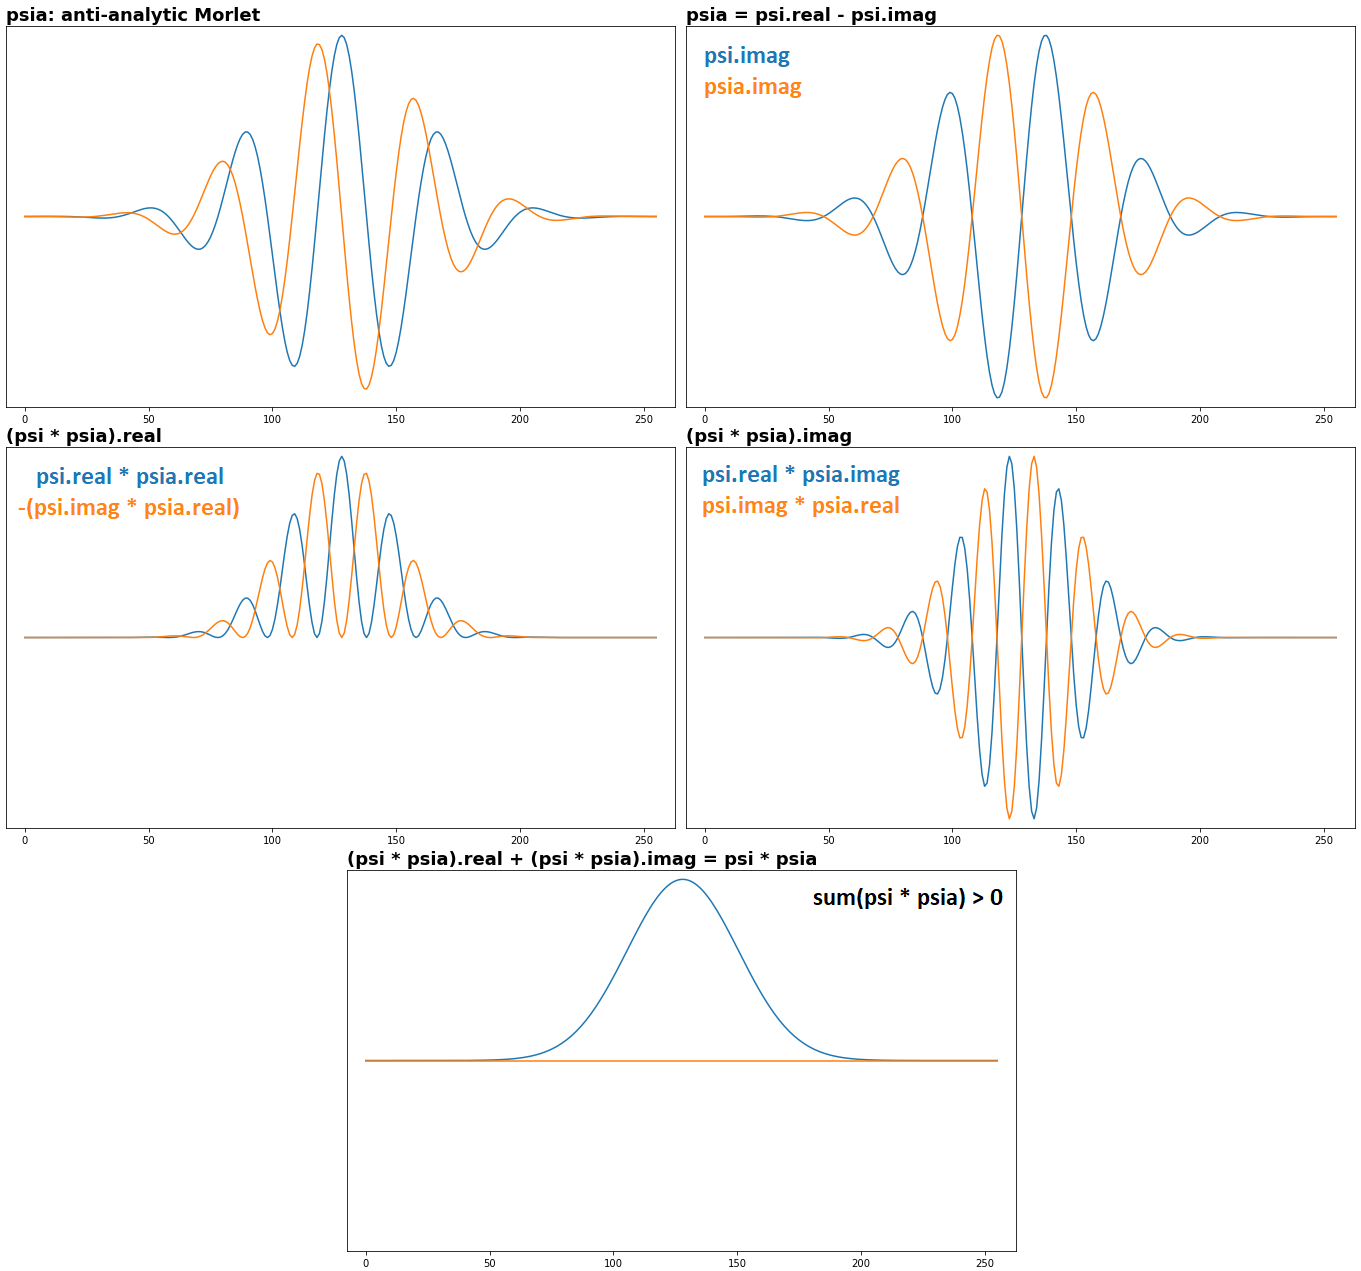 psia: anti-analytic Morlet
0 50 100 150 200 250
psia = psi.real - psi.imag
psi.imag
psia.imag
0 50 100 150 200 250
(psi * psia).real
psi.real * psia.real
-(psi.imag * psia.real)
0 50 100 150 200 250
(psi * psia).imag
psi.real * psia.imag
psi.imag * psia.real
0 50 100 150 200 250
(psi * psia).real + (psi * psia).imag = psi * psia
sum(psi * psia) > 0
0 50 100 150 200 250